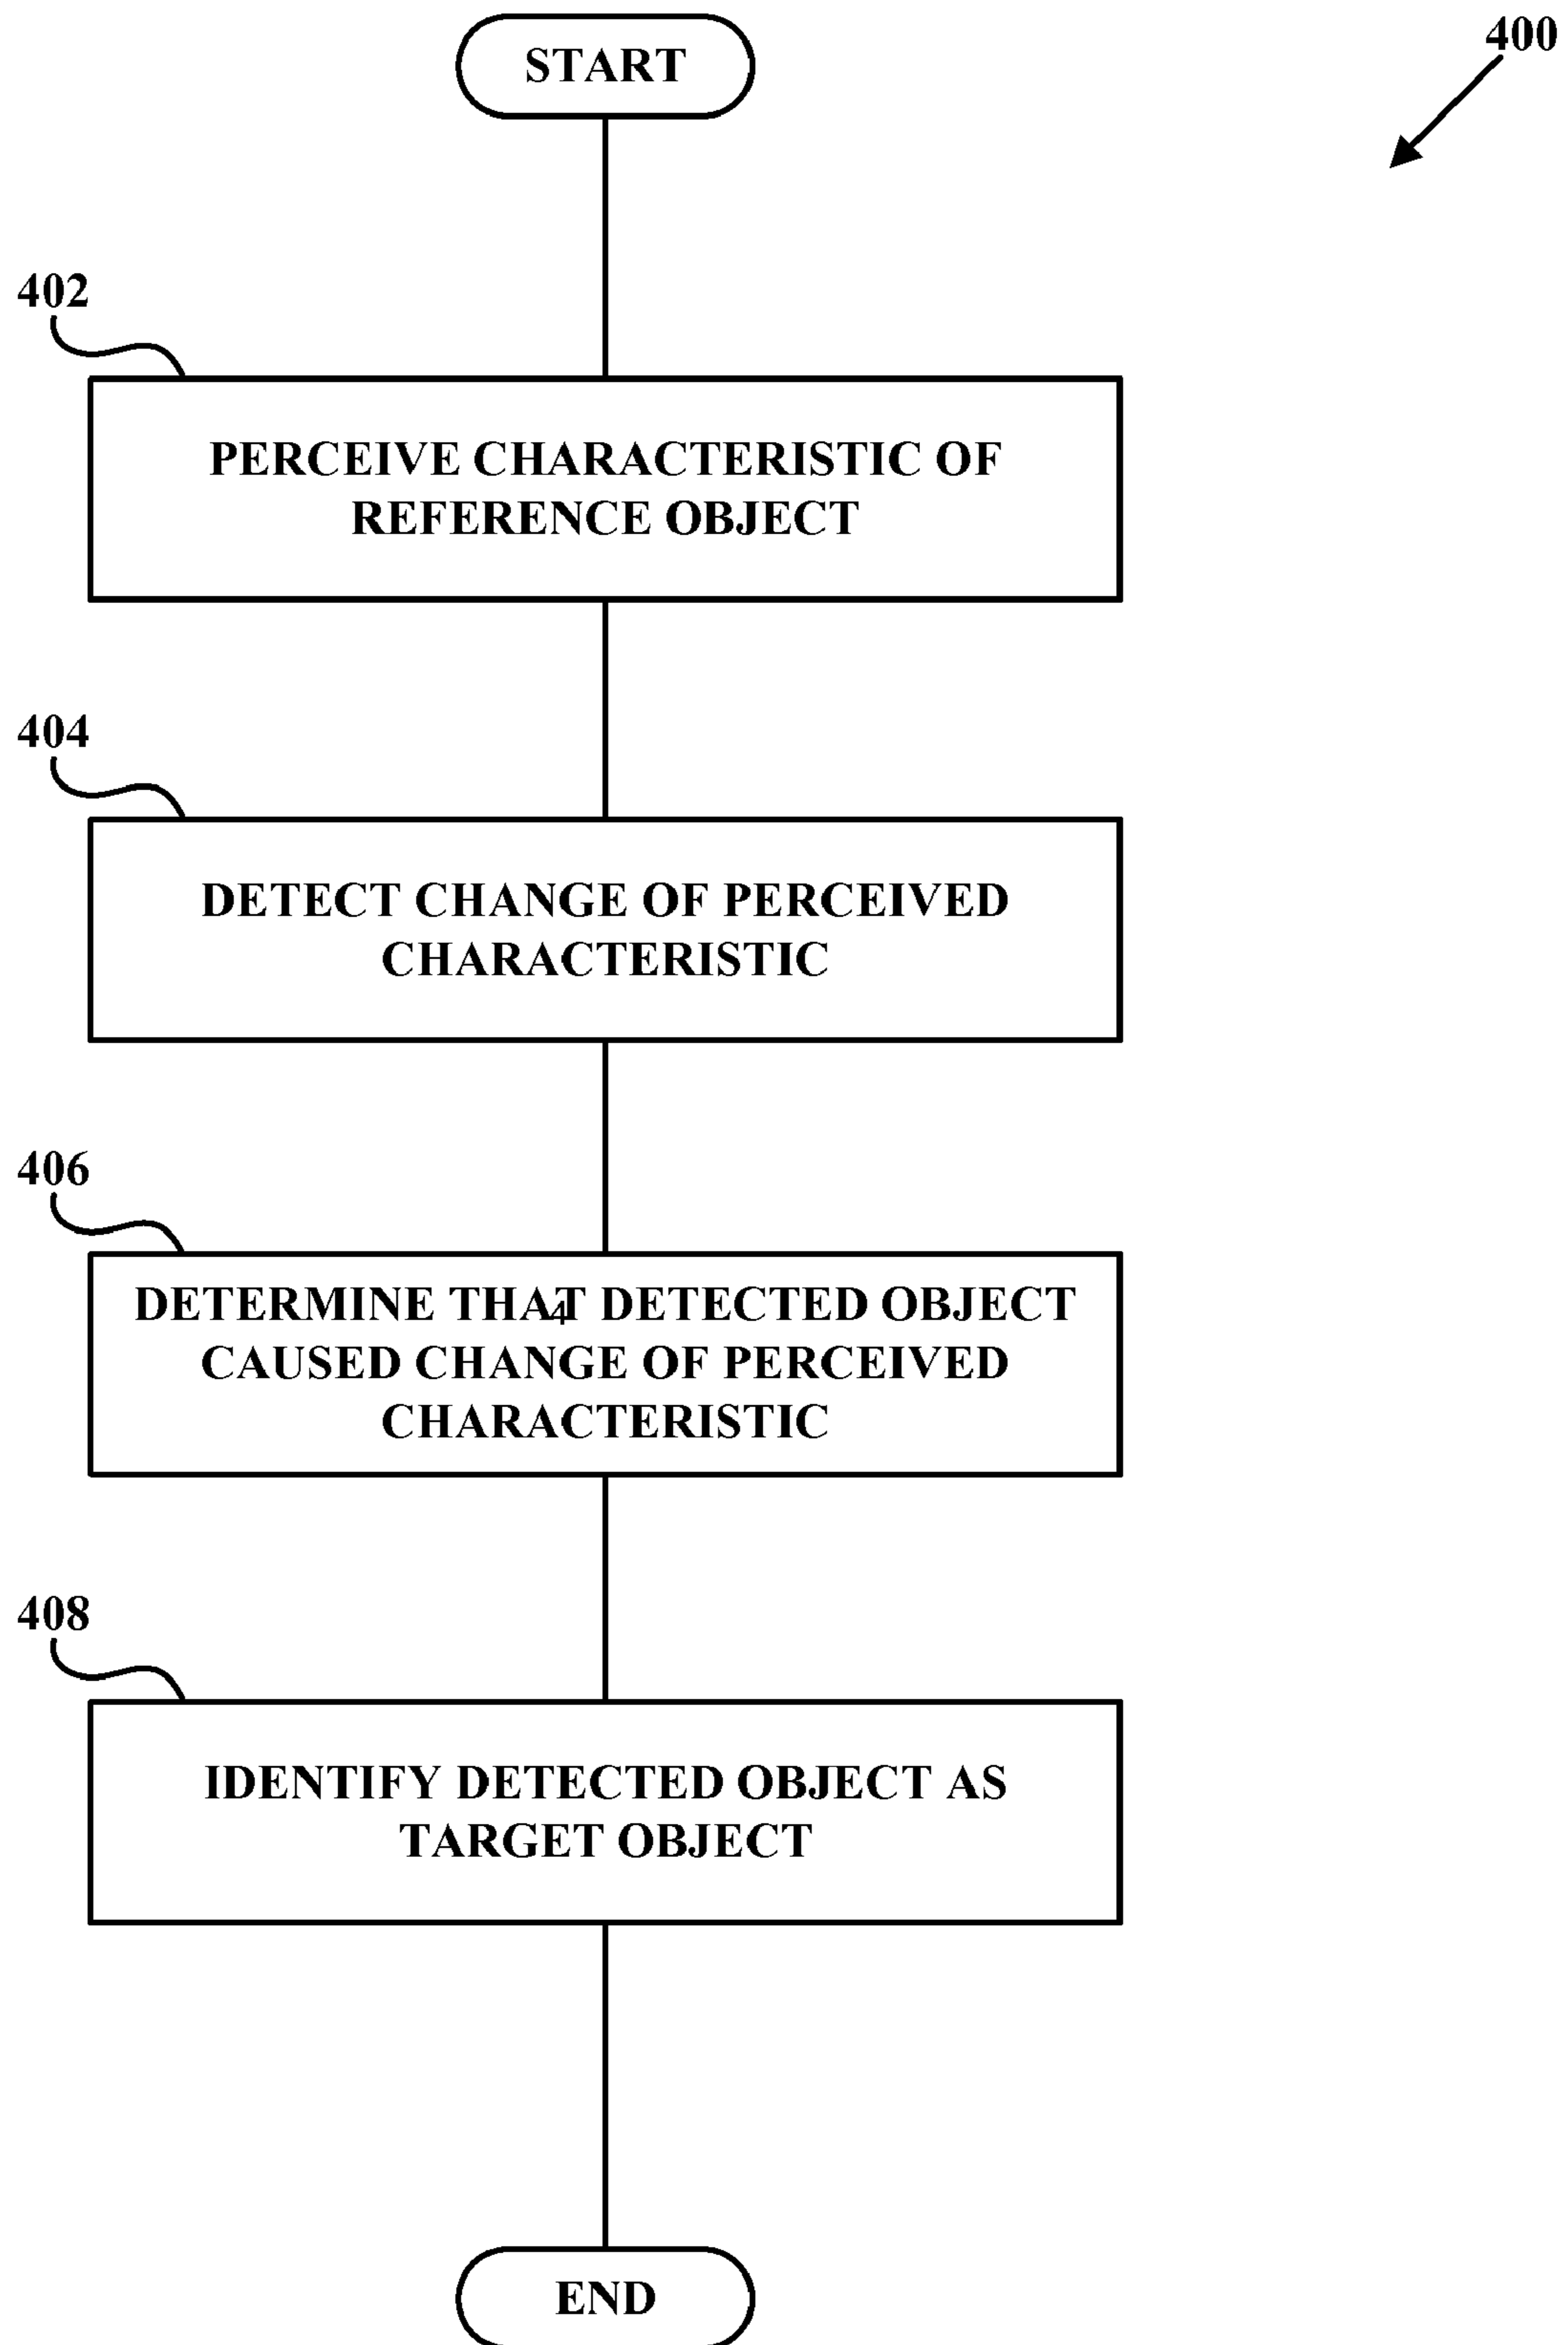 START
400
402
PERCEIVE CHARACTERISTIC OF
REFERENCE OBJECT
404
DETECT CHANGE OF PERCEIVED
CHARACTERISTIC
406
DETERMINE THAT DETECTED OBJECT
4
CAUSED CHANGE OF PERCEIVED
CHARACTERISTIC
408
IDENTIFY DETECTED OBJECT AS
TARGET OBJECT
END